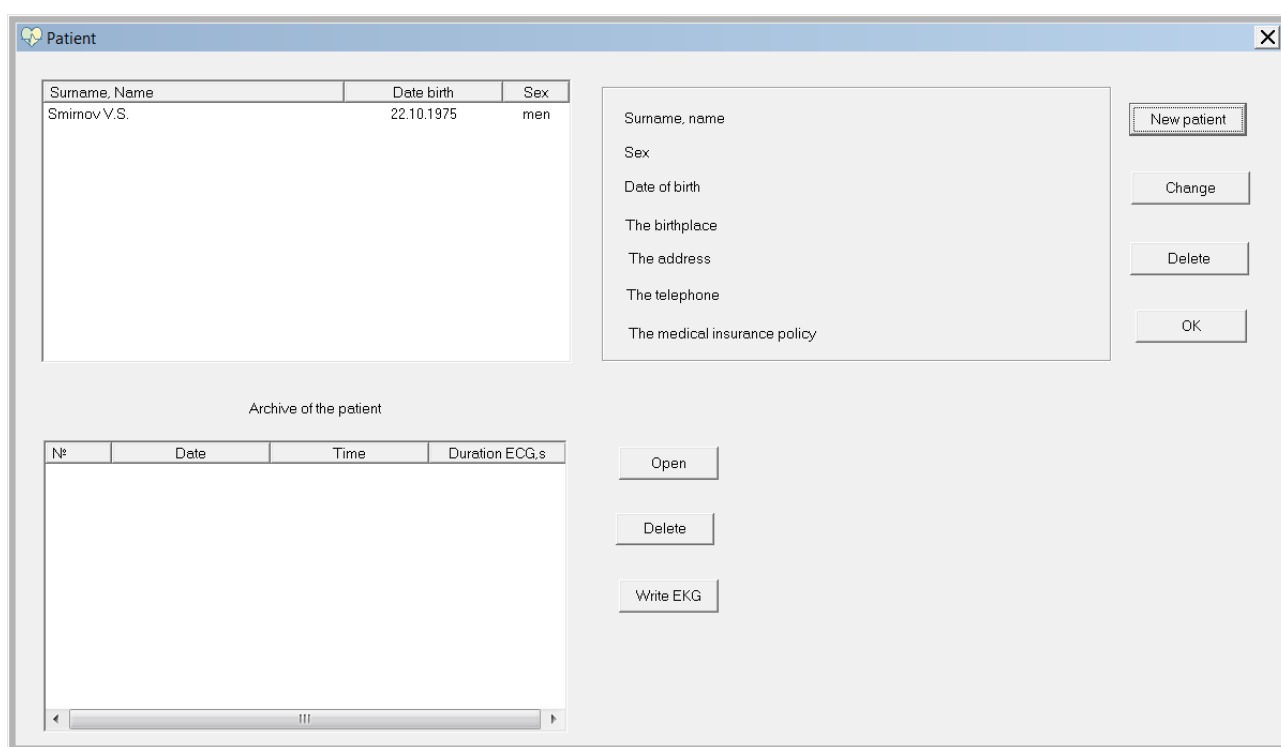 Patient
Surname, Name Date birth Sex
Smirnov V.S. 22.10.1975 men
Surname, name
Sex
Date of birth
The birthplace
The address
The telephone
The medical insurance policy
New patient
Change
Delete
OK
Archive of the patient
№ Date Time Duration ECG,s
Open
Delete
Write EKG